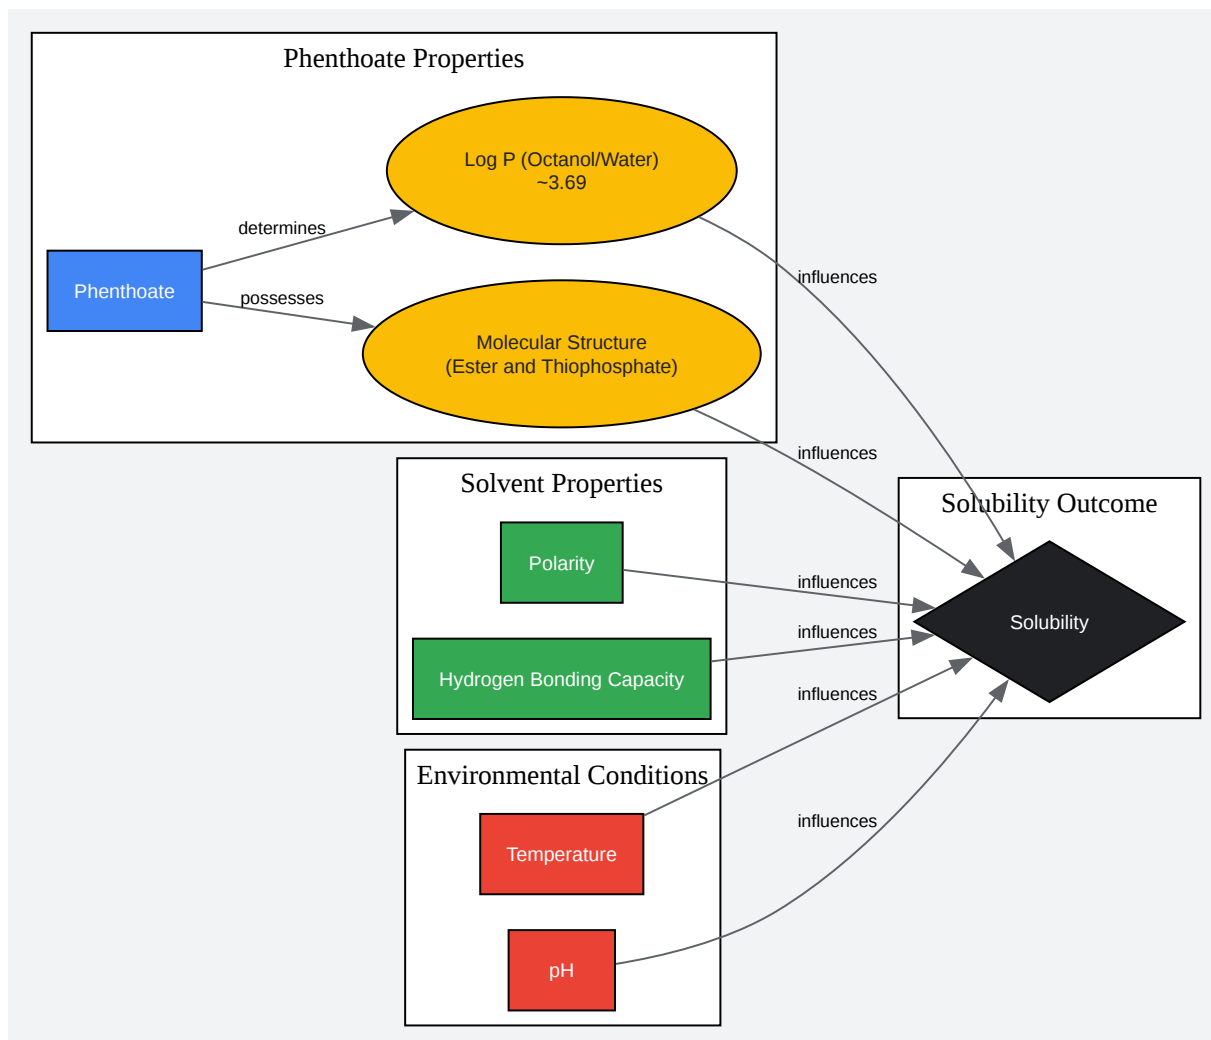 Phenthoate Properties
Log P (Octanol/Water)
~3.69
determines
Phenthoate
possesses
Molecular Structure
(Ester and Thiophosphate)
influences
influences
Solvent Properties
Polarity
influences
Hydrogen Bonding Capacity
influences
Solubility Outcome
Solubility
Environmental Conditions
Temperature
influences
pH
influences